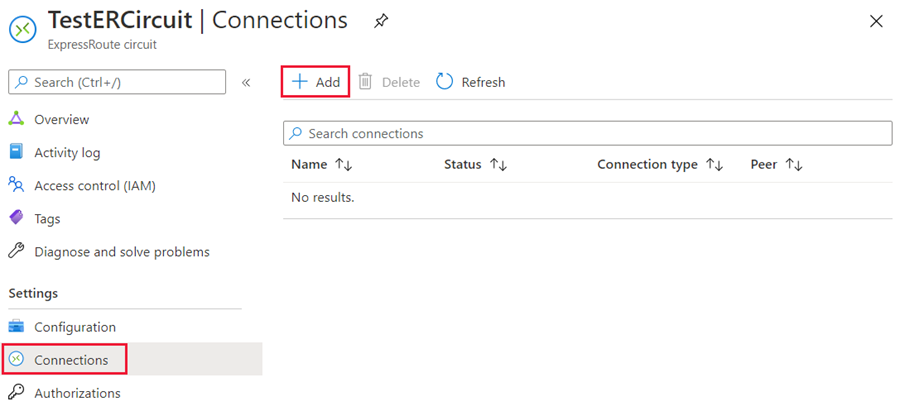 TestERCircuit | Connections
ExpressRoute circuit
Search (Ctrl+/)
«
Overview
Activity log
Access control (IAM)
Tags
Diagnose and solve problems
Settings
Configuration
Connections
Authorizations
Add Delete Refresh
Search connections
Name Status Connection type Peer
No results.